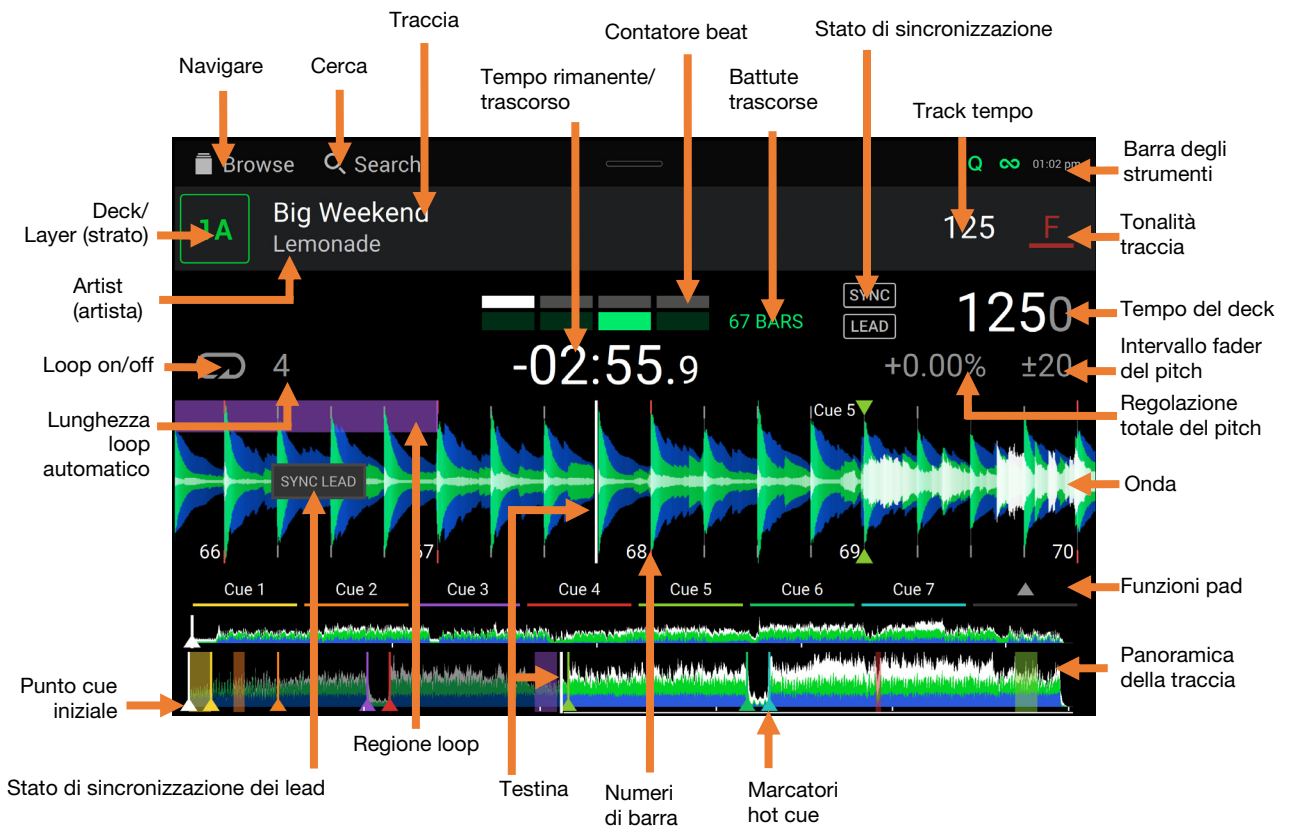 Traccia
Contatore beat
Stato di sincronizzazione
Navigare
Cerca
Tempo rimanente/
trascorso
Battute
trascorse
Track tempo
Browse
Search
Q
01:02 pm
Barra degli
strumenti
Deck/
Layer (strato)
1A
Big Weekend
Lemonade
125
F
Tonalità
traccia
Artist
(artista)
67 BARS
SYNC
LEAD
1250
Tempo del deck
Loop on/off
4
-02:55.9
+0.00%
±20
Intervallo fader
del pitch
Lunghezza
loop
automatico
Cue 5
Regolazione
totale del pitch
SYNC LEAD
Onda
66
67
68
69
70
Cue 1
Cue 2
Cue 3
Cue 4
Cue 5
Cue 6
Cue 7
Funzioni pad
Punto cue
iniziale
Panoramica
della traccia
Regione loop
Stato di sincronizzazione dei lead
Testina
Numeri
di barra
Marcatori
hot cue